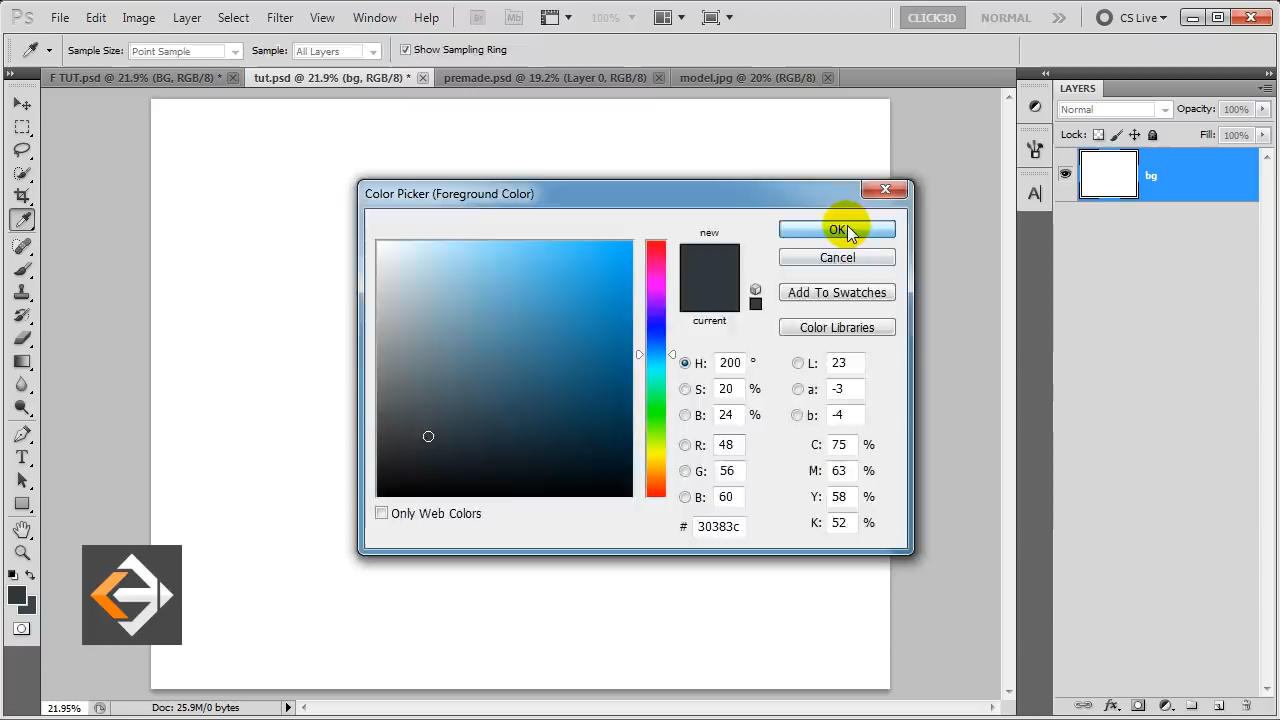 Ps File Edit Image Layer Select Filter View Window Help Br Mb 100% CLICK3D NORMAL CS Live
Sample Size: Point Sample Sample: All Layers Show Sampling Ring
F TUT.psd @ 21.9% (BG, RGB/8) * tut.psd @ 21.9% (bg, RGB/8) * premade.psd @ 19.2% (Layer 0, RGB/8) model.jpg @ 20% (RGB/8)
LAYERS
Normal Opacity: 100%
Lock: Fill: 100%
bg
Color Picker (Foreground Color)
new
OK
Cancel
Add To Swatches
current
Color Libraries
H: 200 ° L: 23
S: 20 % a: -3
B: 24 % b: -4
R: 48 C: 75 %
G: 56 M: 63 %
B: 60 Y: 58 %
# 30383c K: 52 %
Only Web Colors
21.95% Doc: 25.9M/0 bytes